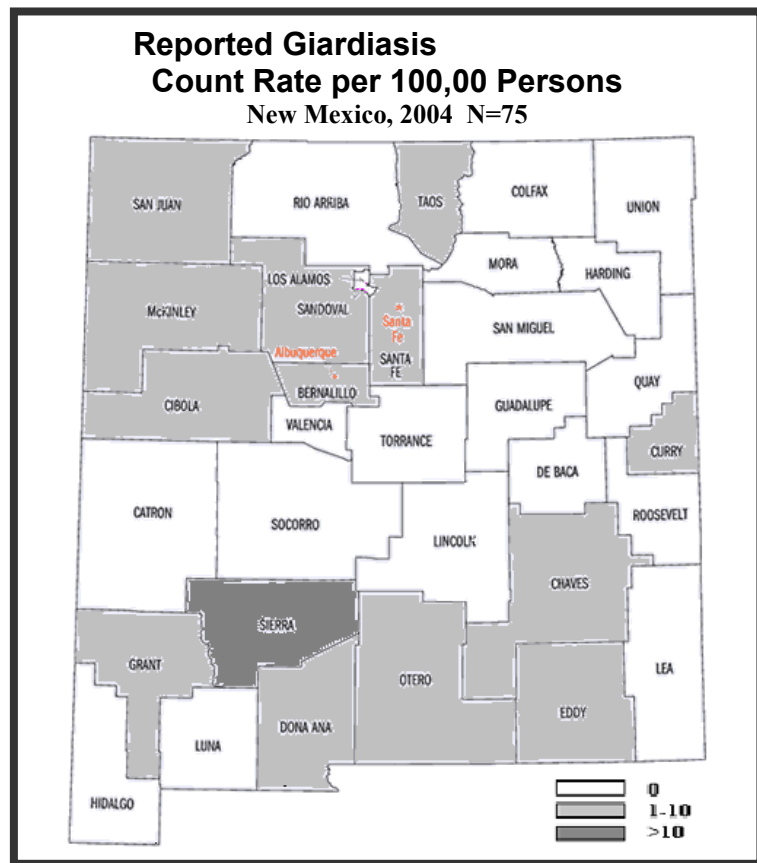 Reported Giardiasis
Count Rate per 100,00 Persons
New Mexico, 2004 N=75
SAN JUAN
RIO ARRIBA
TAOS
COLFAX
UNION
MORA
HARDING
LOS ALAMOS
McKINLEY
SANDOVAL
Santa
Fe
SAN MIGUEL
Albuquerque
SANTA
FE
QUAY
CIBOLA
BERNALILLO
GUADALUPE
VALENCIA
TORRANCE
CURRY
DE BACA
CATRON
SOCORRO
ROOSEVELT
LINCOLN
CHAVES
SIERRA
GRANT
OTERO
LEA
EDDY
DONA ANA
LUNA
HIDALGO
0
1-10
>10